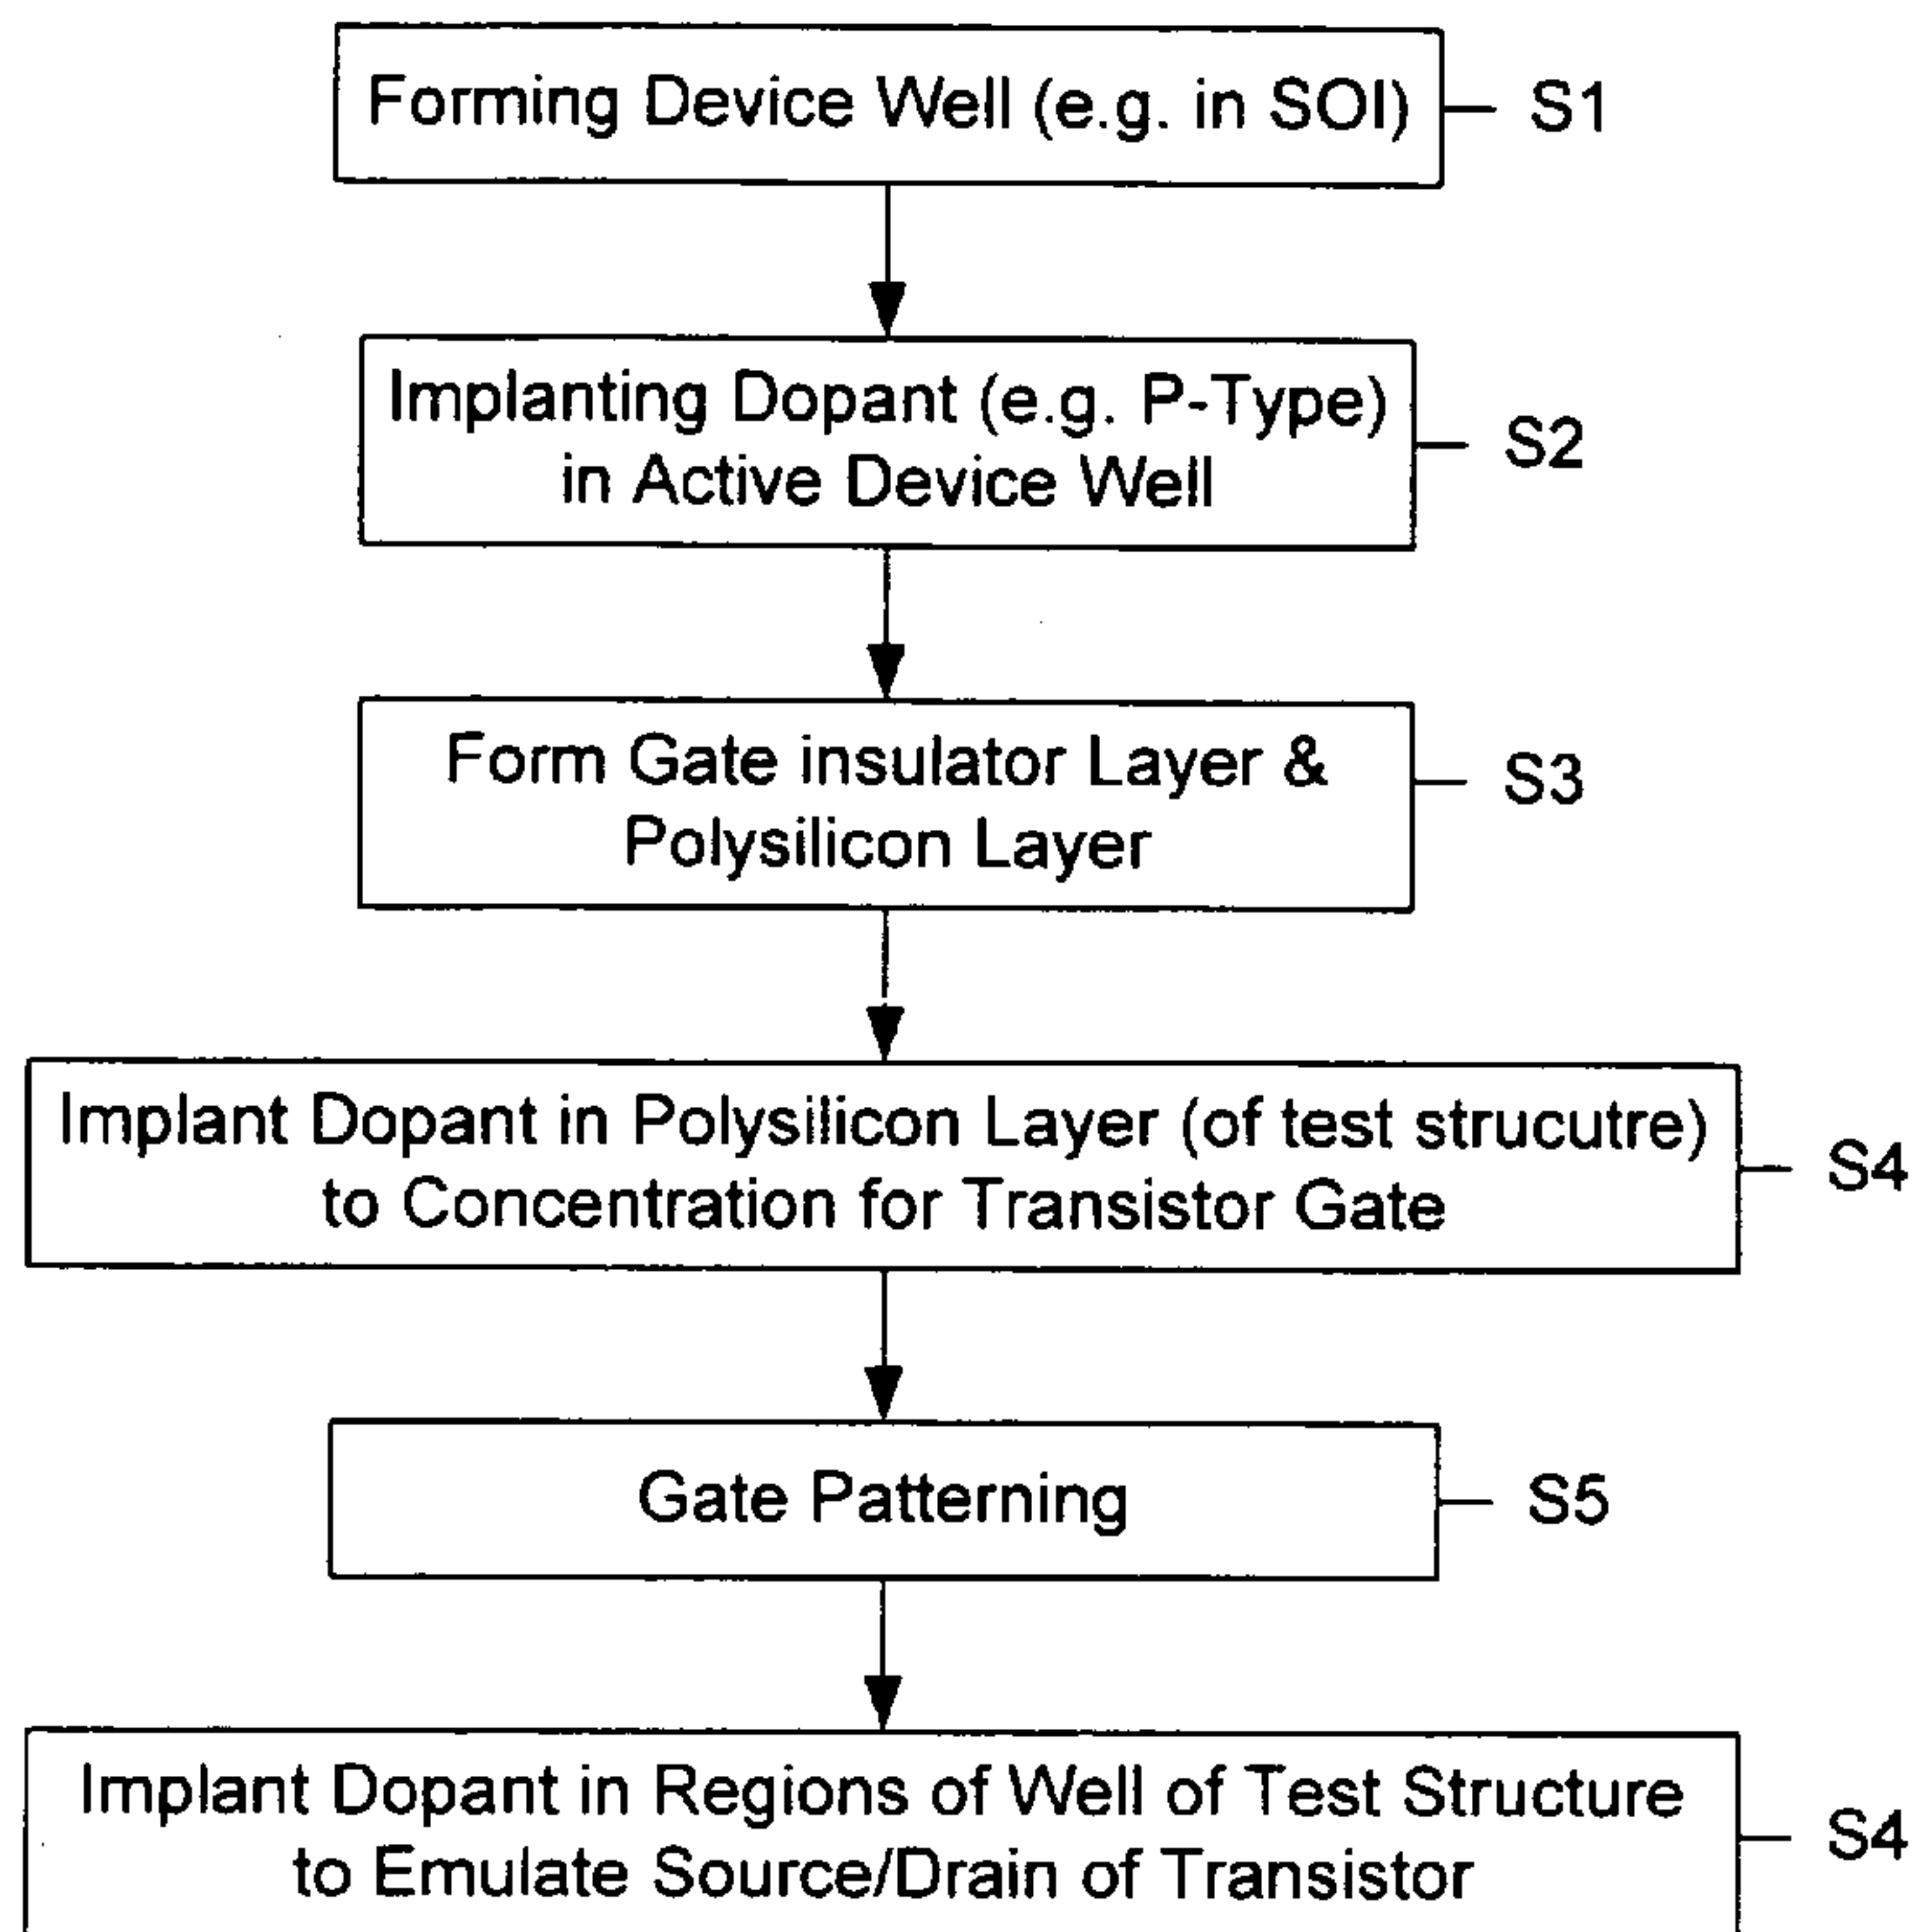 Forming Device Well (e.g. in SOI)
S1
Implanting Dopant (e.g. P-Type)
in Active Device Well
S2
Form Gate insulator Layer &
Polysilicon Layer
S3
Implant Dopant in Polysilicon Layer (of test strucutre)
to Concentration for Transistor Gate
S4
Gate Patterning
S5
Implant Dopant in Regions of Well of Test Structure
to Emulate Source/Drain of Transistor
S4